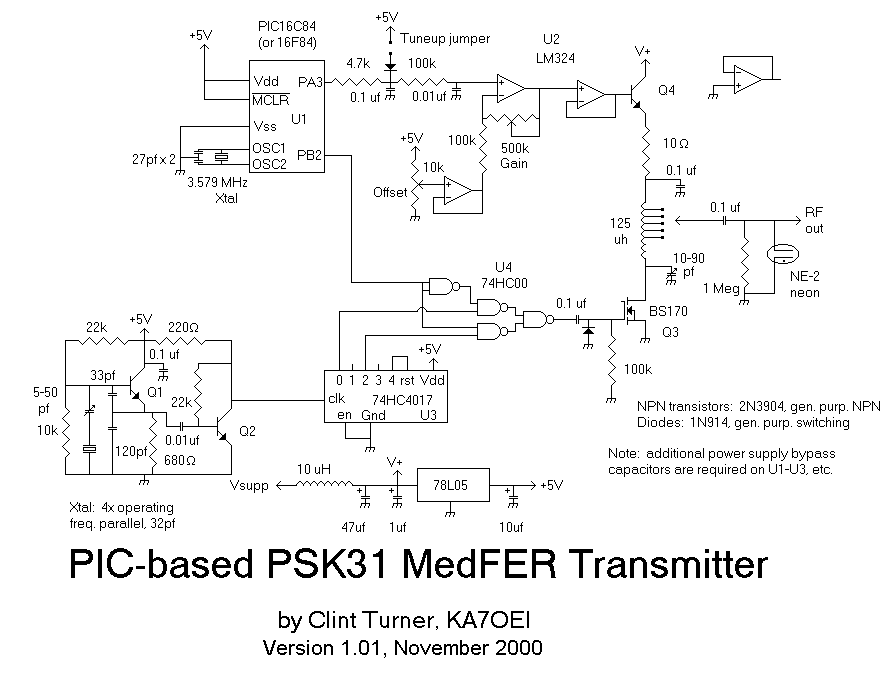 PIC16C84
(or 16F84)
+5V
+5V
Tuneup jumper
U2
LM324
V+
4.7k
100k
Vdd
PA3
MCLR
0.1 uf
0.01uf
Q4
U1
Vss
OSC1
OSC2
PB2
27pf x 2
3.579 MHz
Xtal
+5V
100k
500k
Gain
10k
Offset
10Ω
0.1 uf
125
uh
0.1 uf
RF
out
10-90
pf
1 Meg
NE-2
neon
U4
74HC00
0.1 uf
BS170
Q3
100k
+5V
22k
220Ω
0.1 uf
+5V
33pf
Q1
5-50
pf
10k
22k
0.01uf
Q2
120pf
680Ω
0 1 2 3 4 rst Vdd
clk
74HC4017
en Gnd
U3
NPN transistors: 2N3904, gen. purp. NPN
Diodes: 1N914, gen. purp. switching
Note: additional power supply bypass
capacitors are required on U1-U3, etc.
Vsupp
10 uH
V+
78L05
+5V
+
+
+
47uf
1uf
10uf
Xtal: 4x operating
freq. parallel, 32pf
PIC-based PSK31 MedFER Transmitter
by Clint Turner, KA7OEI
Version 1.01, November 2000